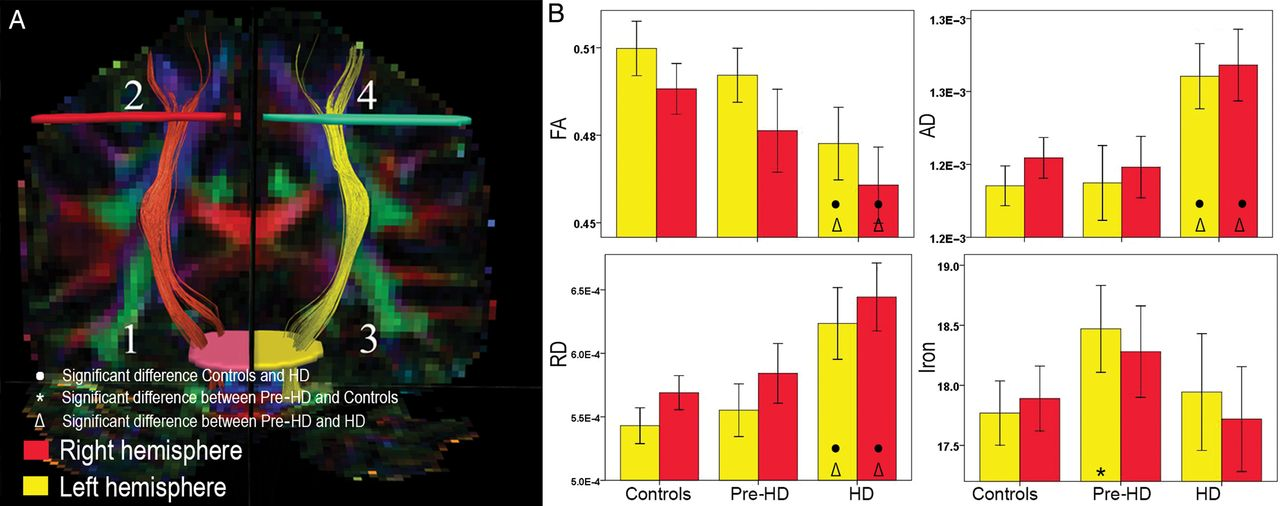 A
2
4
1
3
● Significant difference Controls and HD
* Significant difference between Pre-HD and Controls
Δ Significant difference between Pre-HD and HD
Right hemisphere
Left hemisphere
B
FA
0.51
0.48
0.45
● ●
Δ Δ
AD
1.3E-3
1.3E-3
1.2E-3
1.2E-3
● ●
Δ Δ
RD
6.5E-4
6.0E-4
5.5E-4
5.0E-4
● ●
Δ Δ
Controls Pre-HD HD
Iron
19.0
18.5
18.0
17.5
*
Controls Pre-HD HD